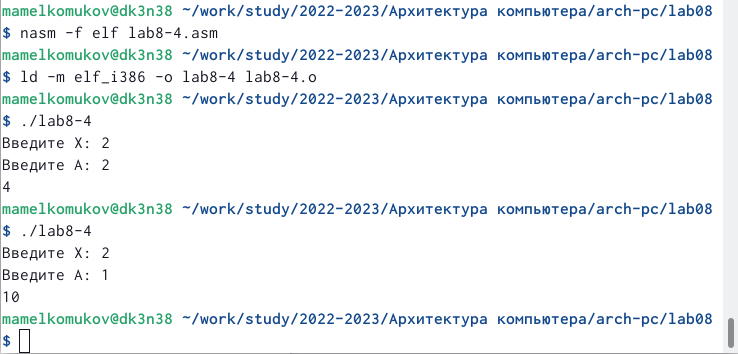 mamelkomukov@dk3n38 ~/work/study/2022-2023/Архитектура компьютера/arch-pc/lab08
$ nasm -f elf lab8-4.asm
mamelkomukov@dk3n38 ~/work/study/2022-2023/Архитектура компьютера/arch-pc/lab08
$ ld -m elf_i386 -o lab8-4 lab8-4.o
mamelkomukov@dk3n38 ~/work/study/2022-2023/Архитектура компьютера/arch-pc/lab08
$ ./lab8-4
Введите X: 2
Введите A: 2
4
mamelkomukov@dk3n38 ~/work/study/2022-2023/Архитектура компьютера/arch-pc/lab08
$ ./lab8-4
Введите X: 2
Введите A: 1
10
mamelkomukov@dk3n38 ~/work/study/2022-2023/Архитектура компьютера/arch-pc/lab08
$